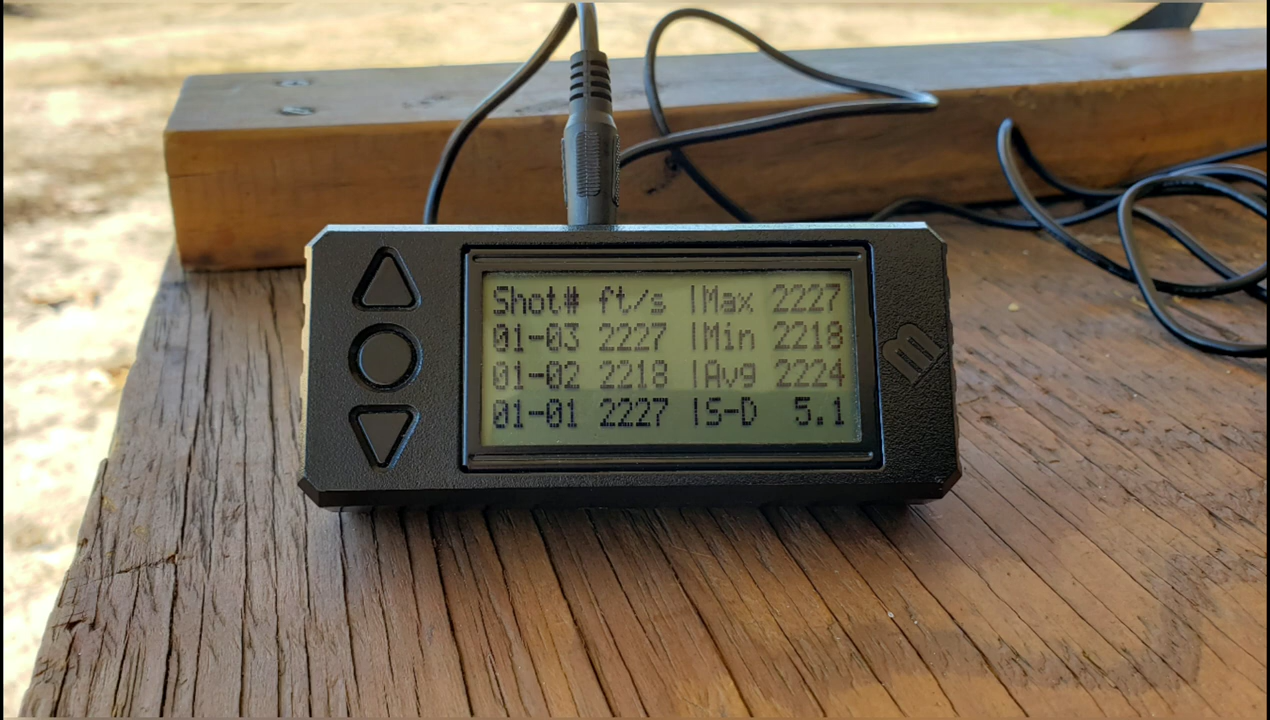 Shot# ft/s |Max 2227
01-03 2227 |Min 2218
01-02 2218 |Avg 2224
01-01 2227 |S-D 5.1